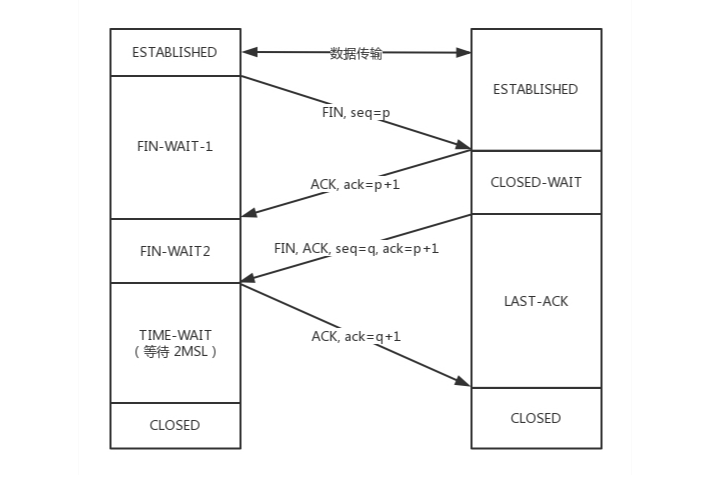 ESTABLISHED
数据传输
ESTABLISHED
FIN, seq=p
FIN-WAIT-1
ACK, ack=p+1
CLOSED-WAIT
FIN-WAIT2
FIN, ACK, seq=q, ack=p+1
LAST-ACK
TIME-WAIT
（等待 2MSL）
ACK, ack=q+1
CLOSED
CLOSED